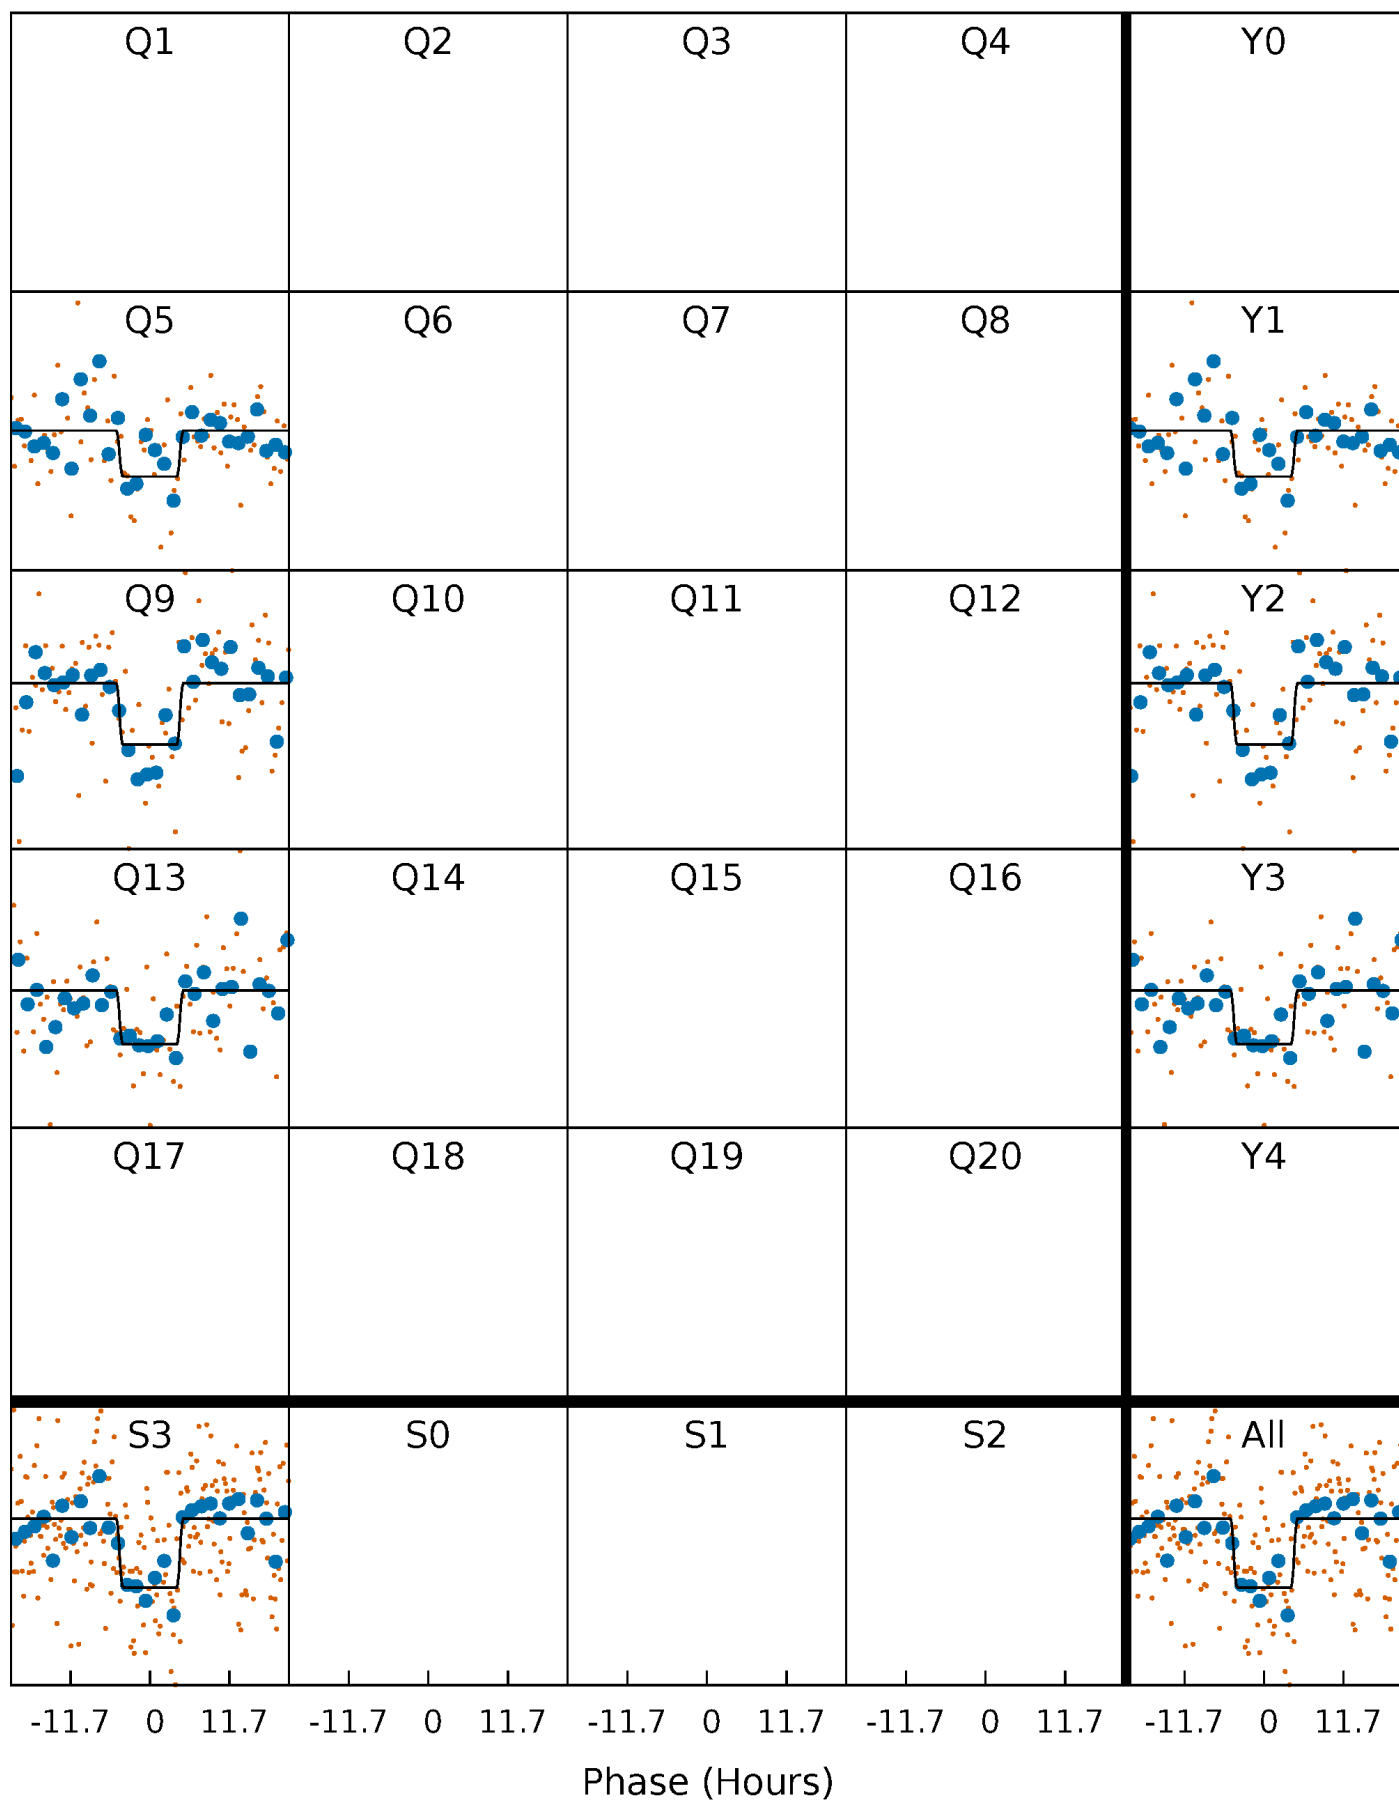 Q1 Q2 Q3 Q4 Y0
Q5 Q6 Q7 Q8 Y1
Q9 Q10 Q11 Q12 Y2
Q13 Q14 Q15 Q16 Y3
Q17 Q18 Q19 Q20 Y4
S3 S0 S1 S2 All
-11.7 0 11.7 -11.7 0 11.7 -11.7 0 11.7 -11.7 0 11.7 -11.7 0 11.7
Phase (Hours)